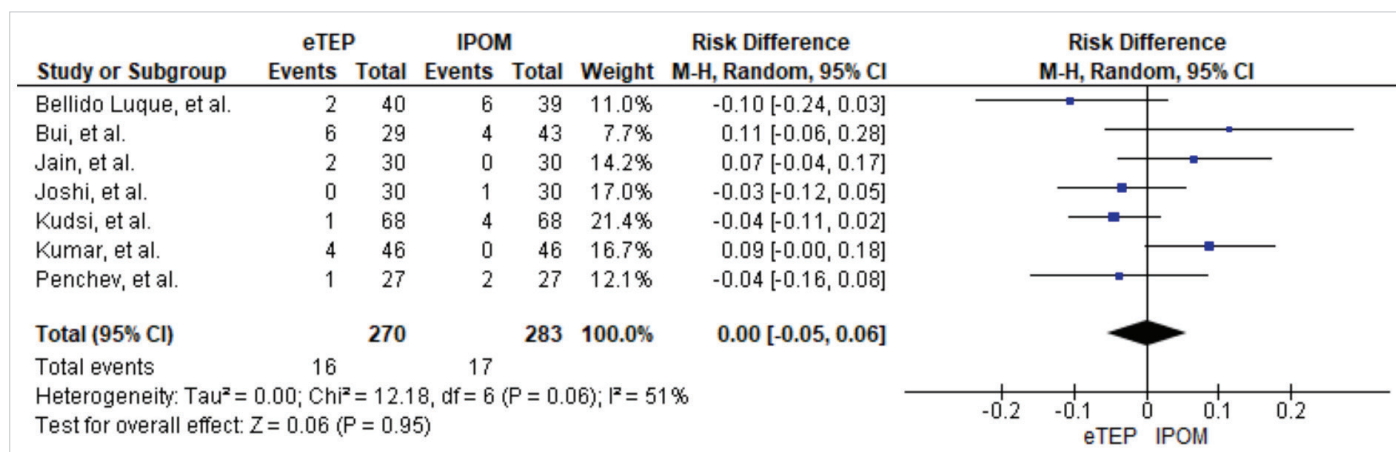 eTEP IPOM Risk Difference Risk Difference
Study or Subgroup Events Total Events Total Weight M-H, Random, 95% CI M-H, Random, 95% CI
Bellido Luque, et al. 2 40 6 39 11.0% -0.10 [-0.24, 0.03]
Bui, et al. 6 29 4 43 7.7% 0.11 [-0.06, 0.28]
Jain, et al. 2 30 0 30 14.2% 0.07 [-0.04, 0.17]
Joshi, et al. 0 30 1 30 17.0% -0.03 [-0.12, 0.05]
Kudsi, et al. 1 68 4 68 21.4% -0.04 [-0.11, 0.02]
Kumar, et al. 4 46 0 46 16.7% 0.09 [-0.00, 0.18]
Penchev, et al. 1 27 2 27 12.1% -0.04 [-0.16, 0.08]
Total (95% CI) 270 283 100.0% 0.00 [-0.05, 0.06]
Total events 16 17
Heterogeneity: Tau² = 0.00; Chi² = 12.18, df = 6 (P = 0.06); I² = 51%
Test for overall effect: Z = 0.06 (P = 0.95)
-0.2 -0.1 0 0.1 0.2
eTEP IPOM